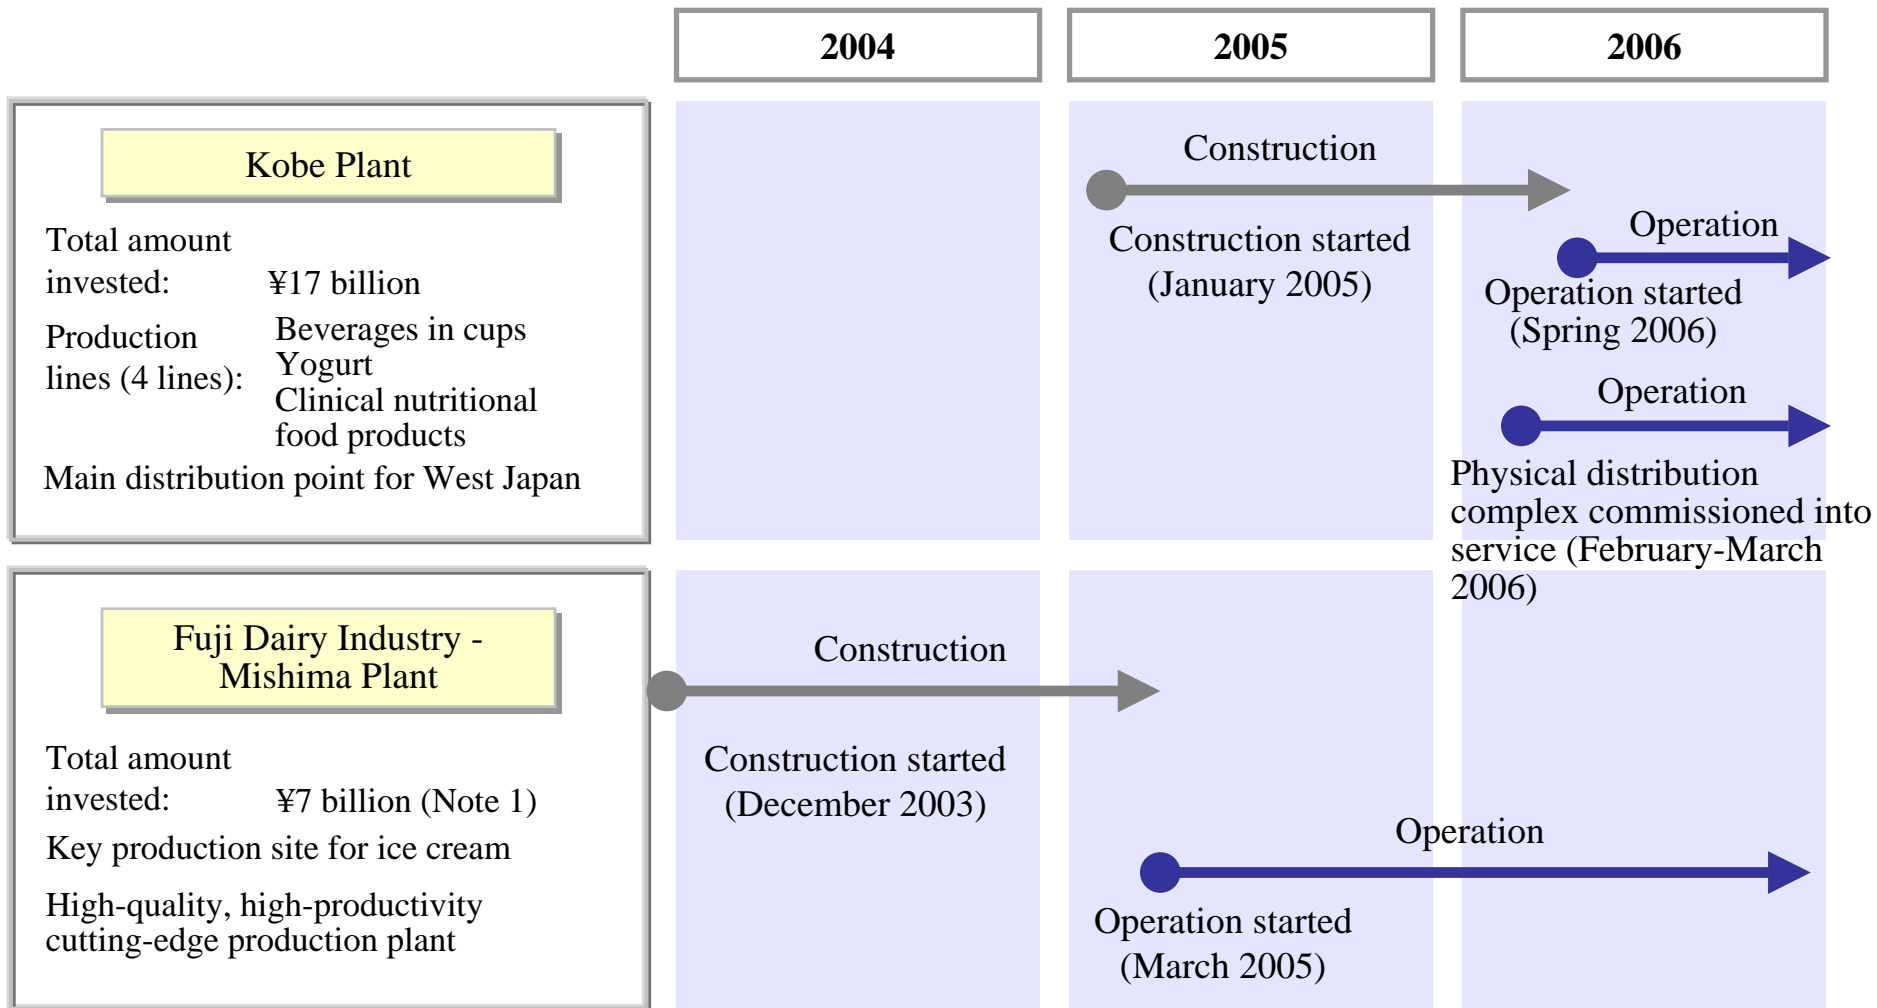 2004
2005
2006
Kobe Plant
Total amount
invested: ¥17 billion
Production
lines (4 lines):
Beverages in cups
Yogurt
Clinical nutritional
food products
Main distribution point for West Japan
Construction
Construction started
(January 2005)
Operation
Operation started
(Spring 2006)
Operation
Physical distribution
complex commissioned into
service (February-March
2006)
Fuji Dairy Industry -
Mishima Plant
Total amount
invested: ¥7 billion (Note 1)
Key production site for ice cream
High-quality, high-productivity
cutting-edge production plant
Construction
Construction started
(December 2003)
Operation
Operation started
(March 2005)